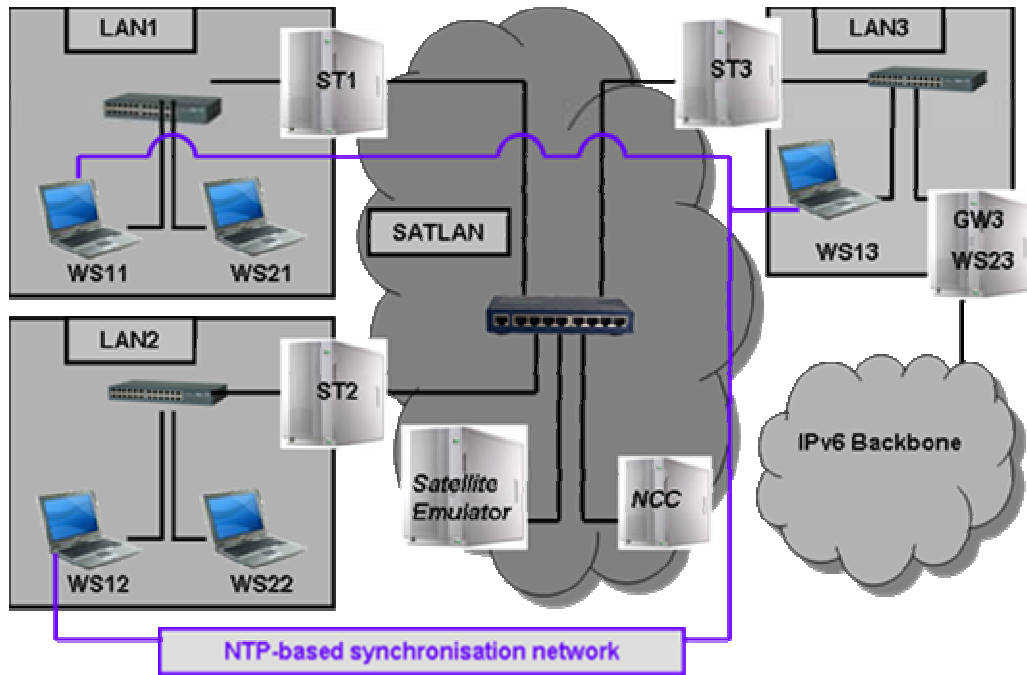 LAN1
ST1
WS11
WS21
LAN2
ST2
WS12
WS22
SATLAN
Satellite
Emulator
NCC
LAN3
ST3
WS13
GW3
WS23
IPv6 Backbone
NTP-based synchronisation network